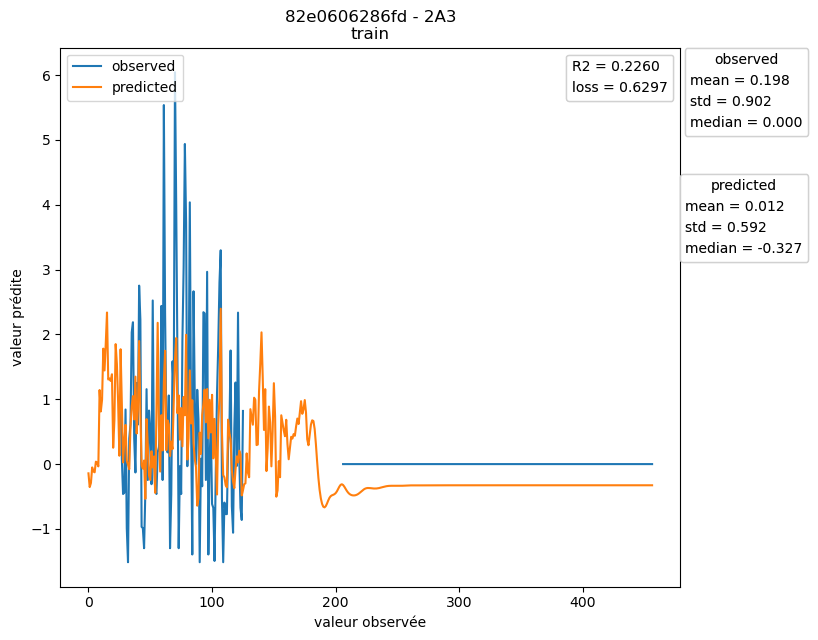 82e0606286fd - 2A3
train
observed
predicted
R2 = 0.2260
loss = 0.6297
observed
mean = 0.198
std = 0.902
median = 0.000
predicted
mean = 0.012
std = 0.592
median = -0.327
valeur prédite
6
5
4
3
2
1
0
−1
0
100
200
300
400
valeur observée